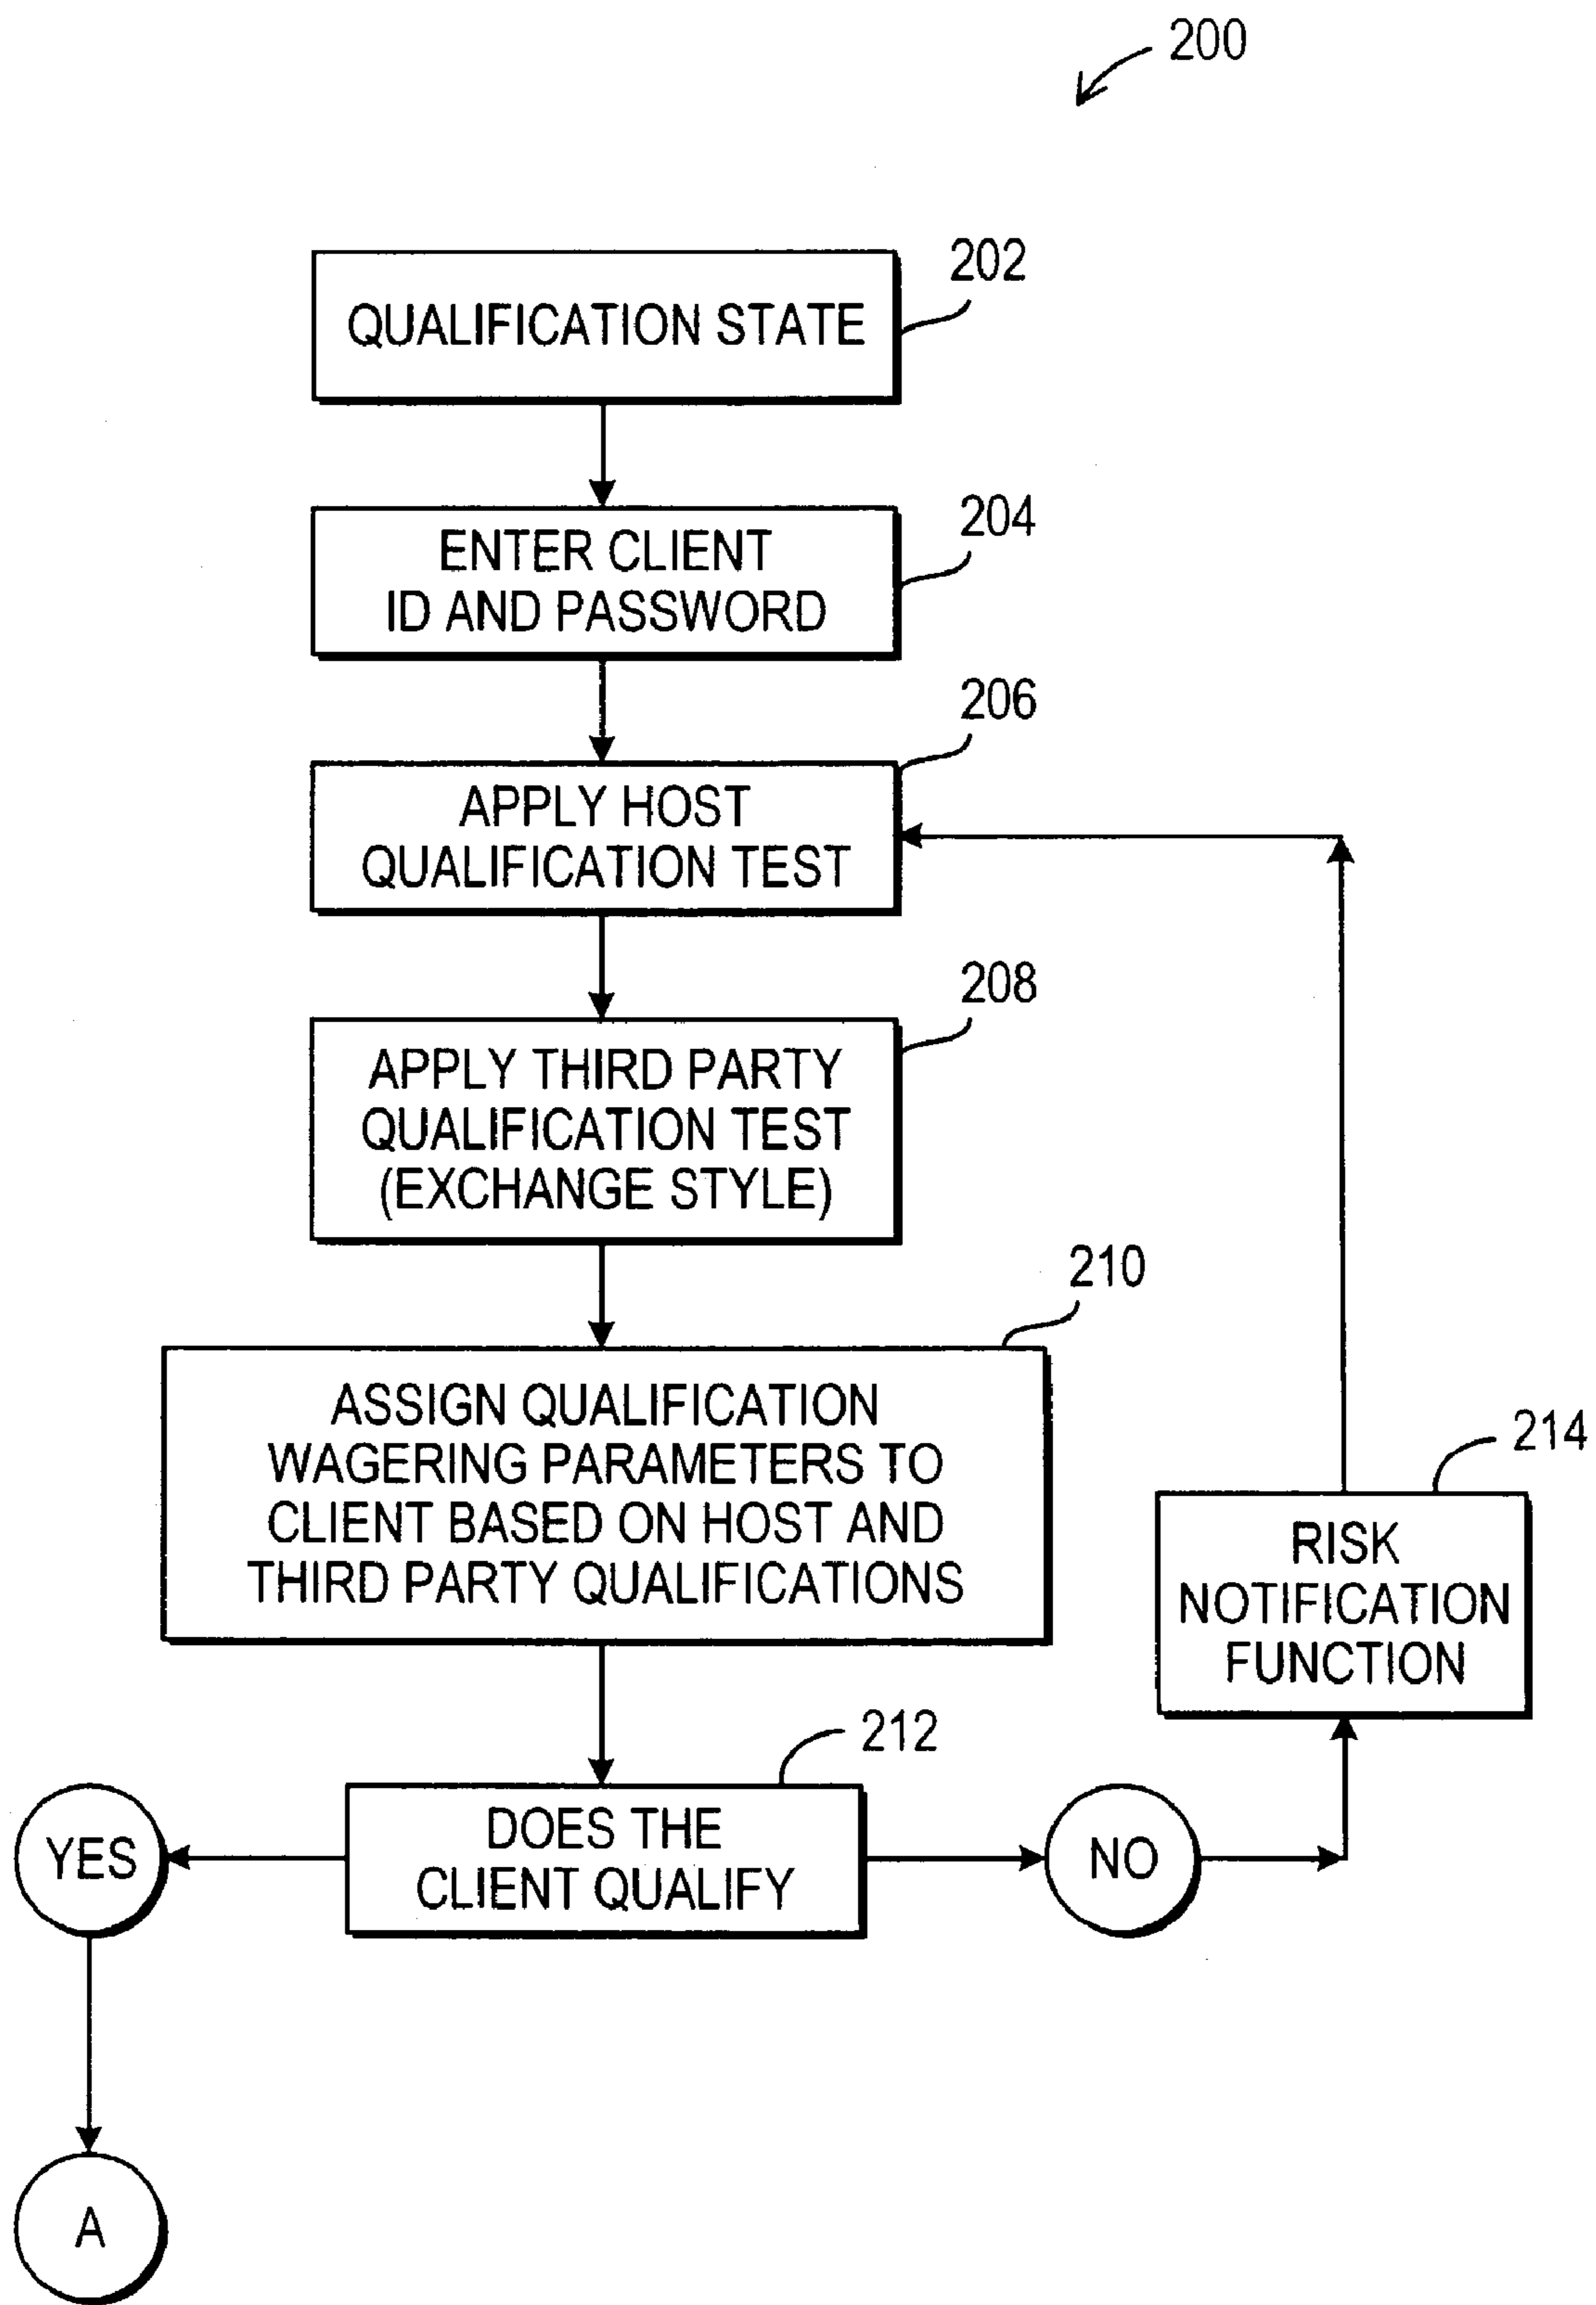 200
202
QUALIFICATION STATE
204
ENTER CLIENT
ID AND PASSWORD
206
APPLY HOST
QUALIFICATION TEST
208
APPLY THIRD PARTY
QUALIFICATION TEST
(EXCHANGE STYLE)
210
ASSIGN QUALIFICATION
WAGERING PARAMETERS TO
CLIENT BASED ON HOST AND
THIRD PARTY QUALIFICATIONS
214
RISK
NOTIFICATION
FUNCTION
212
YES
DOES THE
CLIENT QUALIFY
NO
A